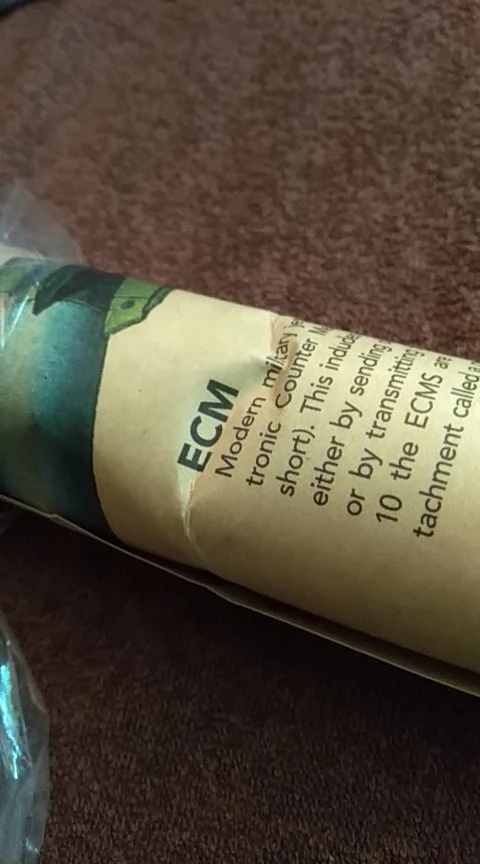 ECM
Modern military
tronic Counter
short). This
either by sending
or by transmitting
10 the ECMS are
tachment called